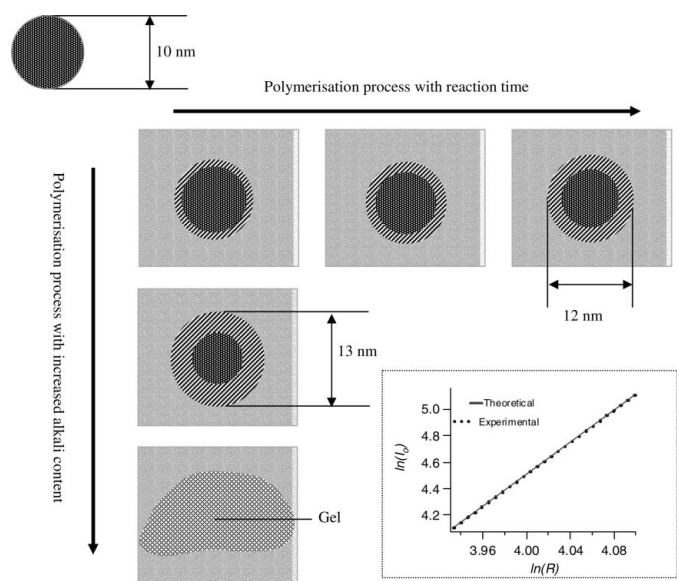 10 nm
Polymerisation process with reaction time
Polymerisation process with increased alkali content
12 nm
13 nm
Gel
Theoretical
Experimental
ln(I₀)
5.0
4.8
4.6
4.4
4.2
3.96 4.00 4.04 4.08
ln(R)